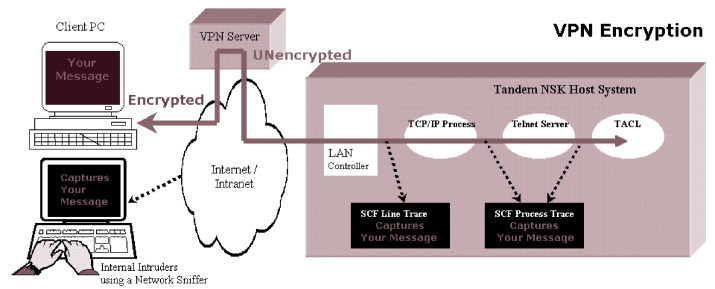 VPN Encryption
Client PC
Your
Message
VPN Server
UNencrypted
Encrypted
Tandem NSK Host System
TCP/IP Process
Telnet Server
TACL
LAN
Controller
Internet /
Intranet
Captures
Your
Message
SCF Line Trace
Captures
Your Message
SCF Process Trace
Captures
Your Message
Internal Intruders
using a Network Sniffer